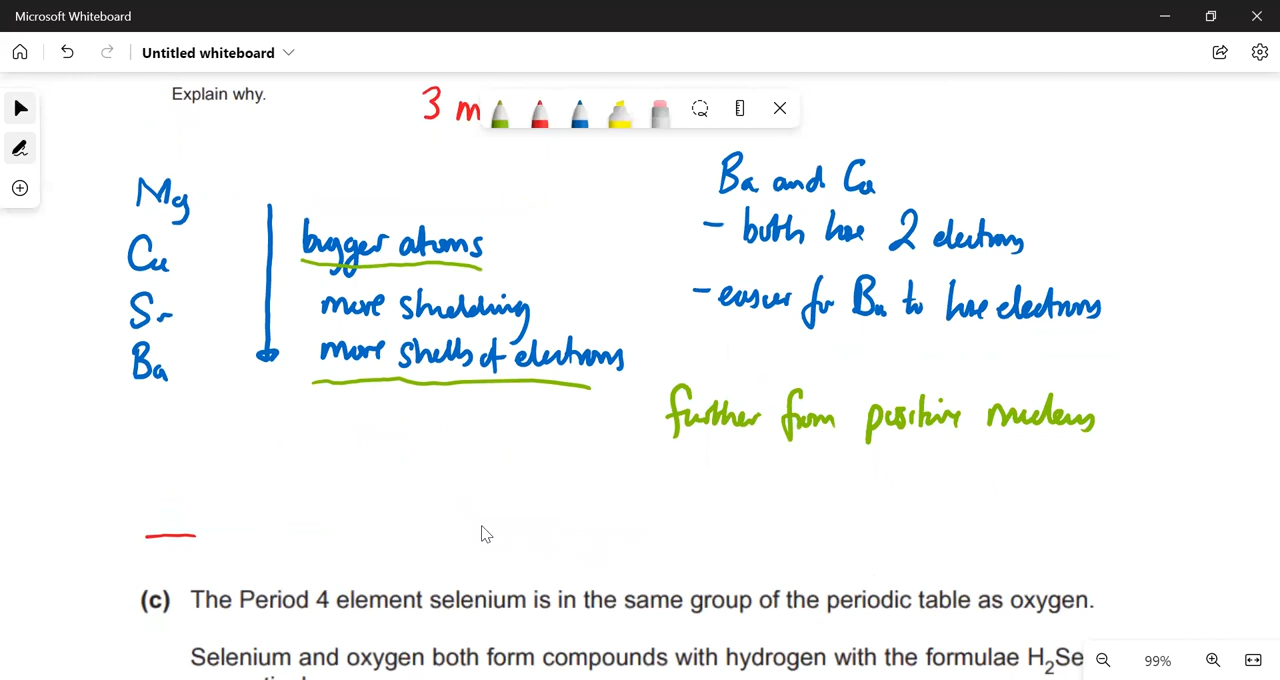 Microsoft Whiteboard
Untitled whiteboard
Explain why.
3 m
Mg
Ca
Sr
Ba
bigger atoms
more shielding
more shells of electrons
Ba and Ca
- both have 2 electrons
- easier for Ba to lose electrons
further from positive nucleus
(c) The Period 4 element selenium is in the same group of the periodic table as oxygen.
Selenium and oxygen both form compounds with hydrogen with the formulae H₂Se
99%